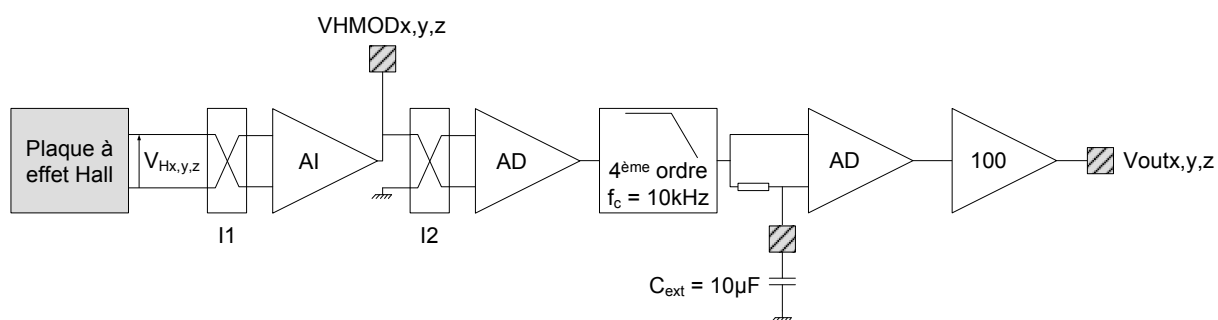 VHMODx,y,z
Plaque à
effet Hall
VHx,y,z
I1
AI
I2
AD
4ème ordre
fc = 10kHz
AD
100
Voutx,y,z
Cext = 10µF